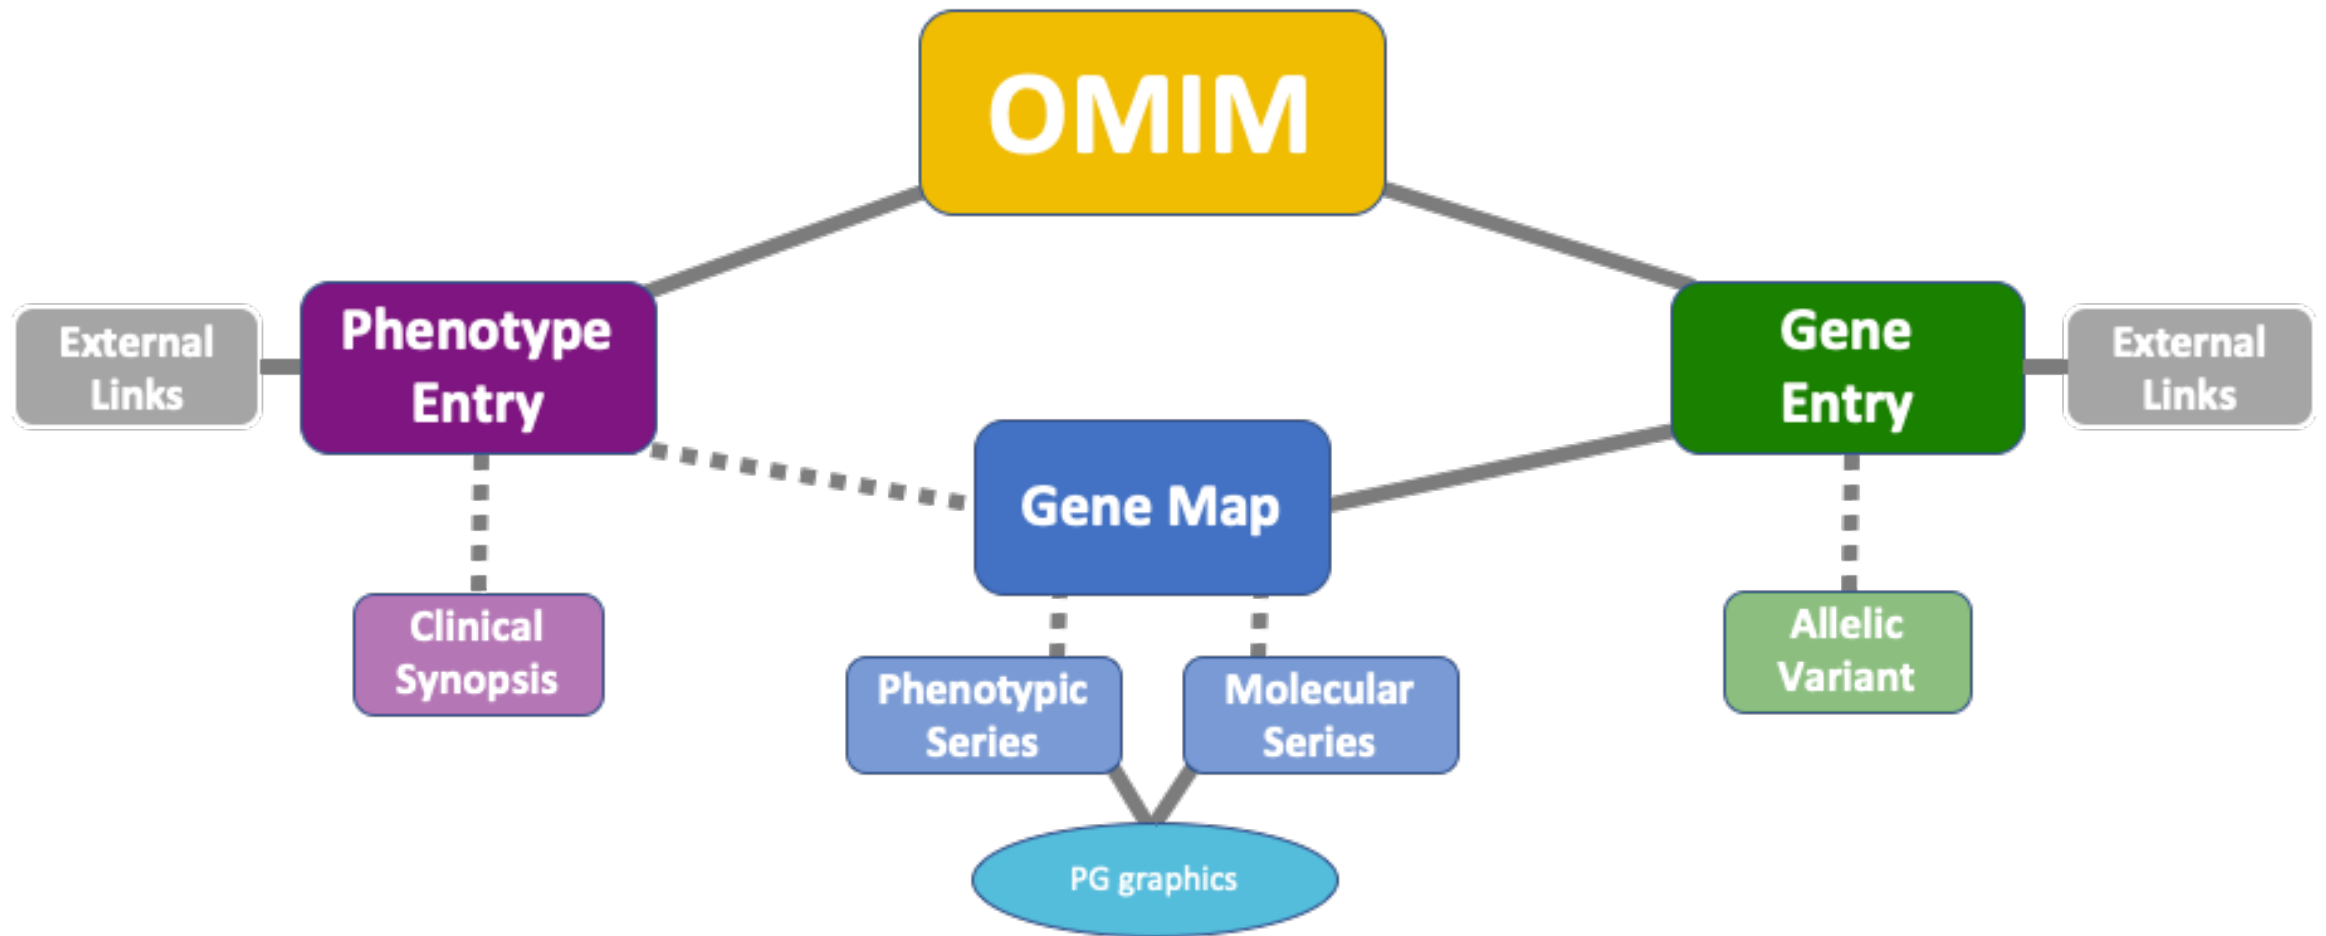 OMIM
External
Links
Phenotype
Entry
Gene
Entry
External
Links
Gene Map
Clinical
Synopsis
Phenotypic
Series
Molecular
Series
Allelic
Variant
PG graphics